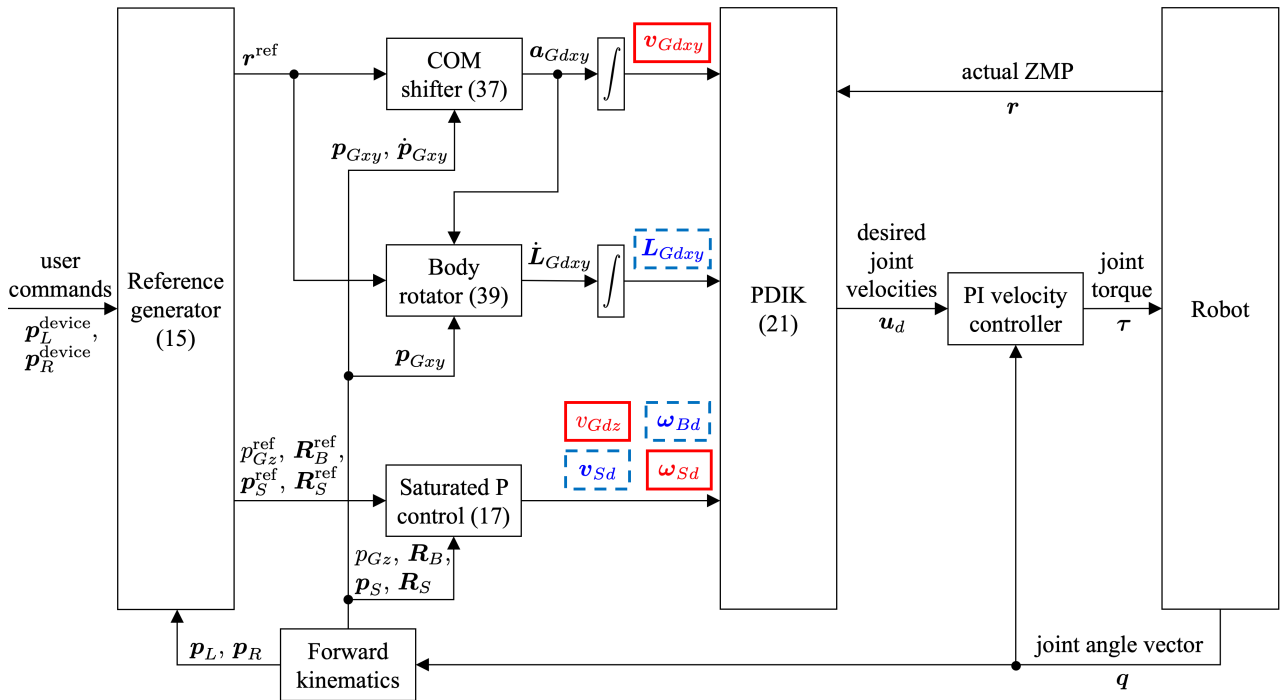 user
commands
p_L^device,
p_R^device
Reference
generator
(15)
r^ref
COM
shifter (37)
a_Gdxy
∫
v_Gdxy
p_Gxy, ṗ_Gxy
Body
rotator (39)
L̇_Gdxy
∫
L_Gdxy
p_Gxy
p_Gz^ref, R_B^ref,
p_S^ref, R_S^ref
Saturated P
control (17)
v_Gdz
ω_Bd
v_Sd
ω_Sd
p_Gz, R_B,
p_S, R_S
p_L, p_R
Forward
kinematics
PDIK
(21)
actual ZMP
r
desired
joint
velocities
u_d
PI velocity
controller
joint
torque
τ
Robot
joint angle vector
q